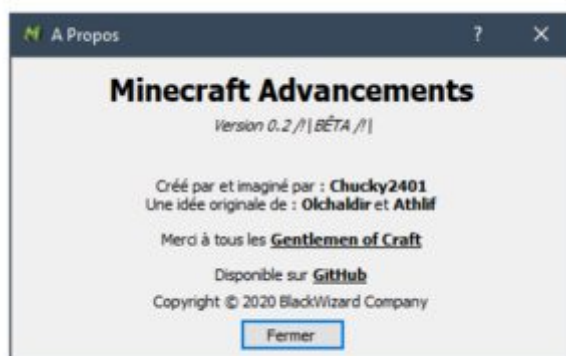 A Propos
Minecraft Advancements
Version 0.2 /!\ BÊTA /!\
Créé par et imaginé par : Chucky2401
Une idée originale de : Olchaldir et Athlif
Merci à tous les Gentlemen of Craft
Disponible sur GitHub
Copyright © 2020 BlackWizard Company
Fermer